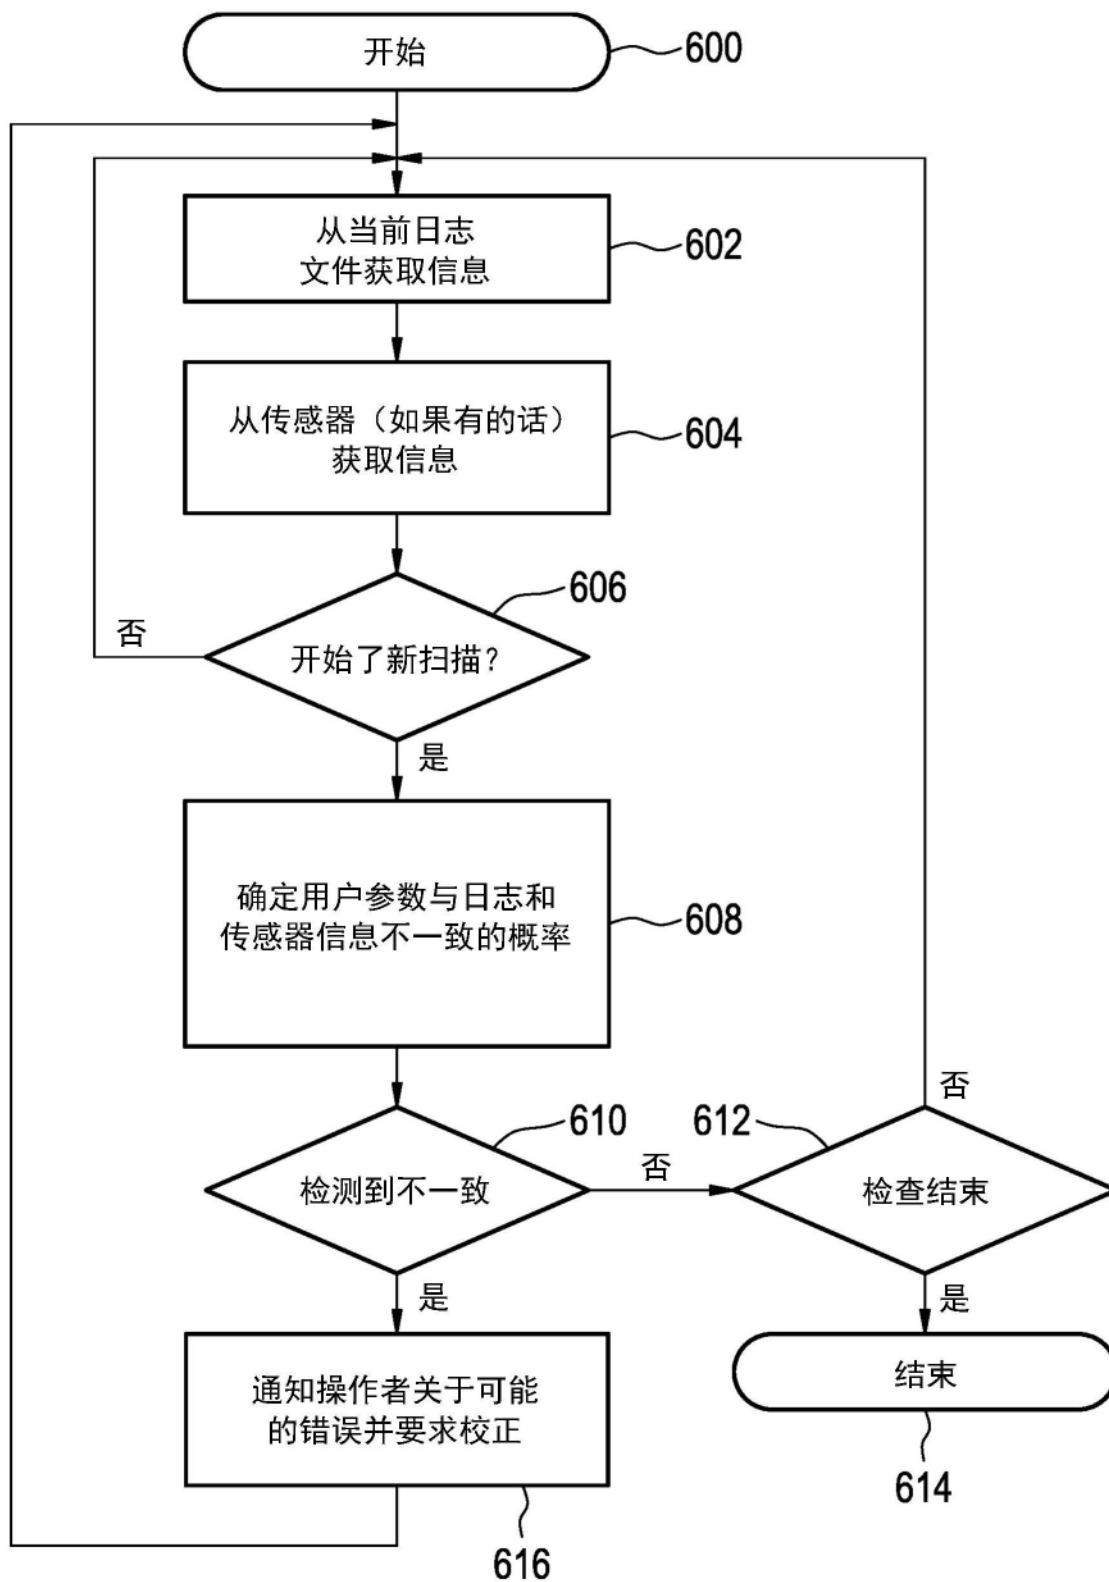 开始
600
从当前日志
文件获取信息
602
从传感器（如果有的话）
获取信息
604
606
开始了新扫描？
否
是
确定用户参数与日志和
传感器信息不一致的概率
608
610
检测到不一致
否
612
检查结束
否
是
是
通知操作者关于可能
的错误并要求校正
616
结束
614